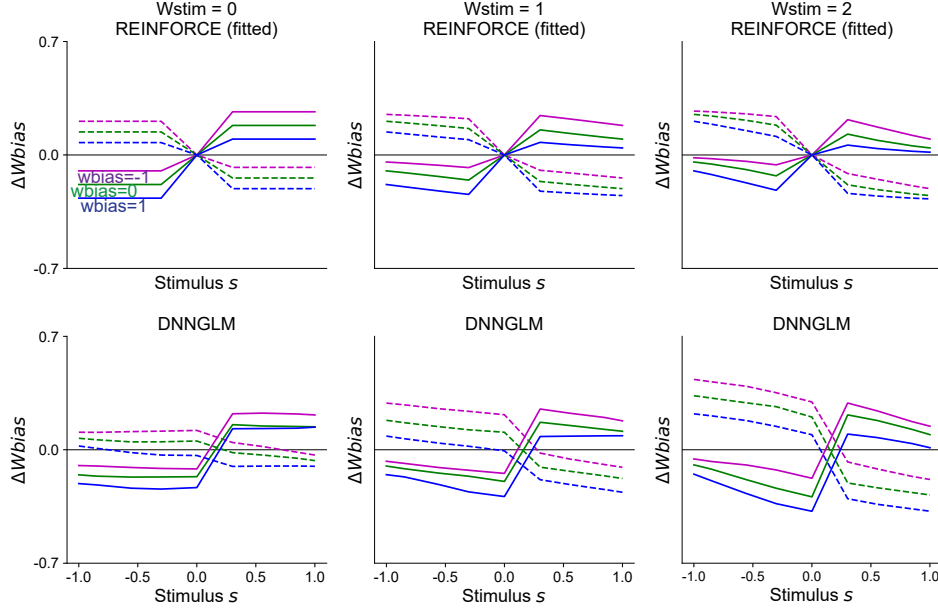 Wstim = 0
REINFORCE (fitted)
Wstim = 1
REINFORCE (fitted)
Wstim = 2
REINFORCE (fitted)
0.7
0.0
-0.7
ΔWbias
ΔWbias
ΔWbias
wbias=-1
wbias=0
wbias=1
Stimulus s
Stimulus s
Stimulus s
DNNGLM
DNNGLM
DNNGLM
0.7
0.0
-0.7
ΔWbias
ΔWbias
ΔWbias
-1.0 -0.5 0.0 0.5 1.0
-1.0 -0.5 0.0 0.5 1.0
-1.0 -0.5 0.0 0.5 1.0
Stimulus s
Stimulus s
Stimulus s